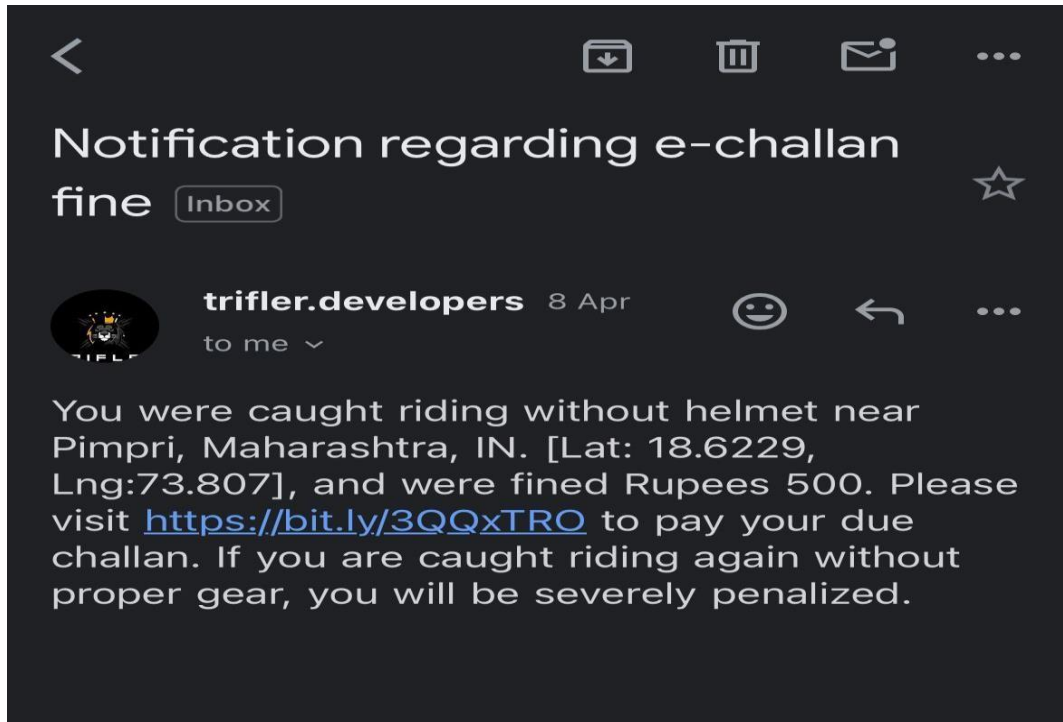 Notification regarding e-challan
fine Inbox
trifler.developers 8 Apr
to me
You were caught riding without helmet near
Pimpri, Maharashtra, IN. [Lat: 18.6229,
Lng:73.807], and were fined Rupees 500. Please
visit https://bit.ly/3QQxTRO to pay your due
challan. If you are caught riding again without
proper gear, you will be severely penalized.